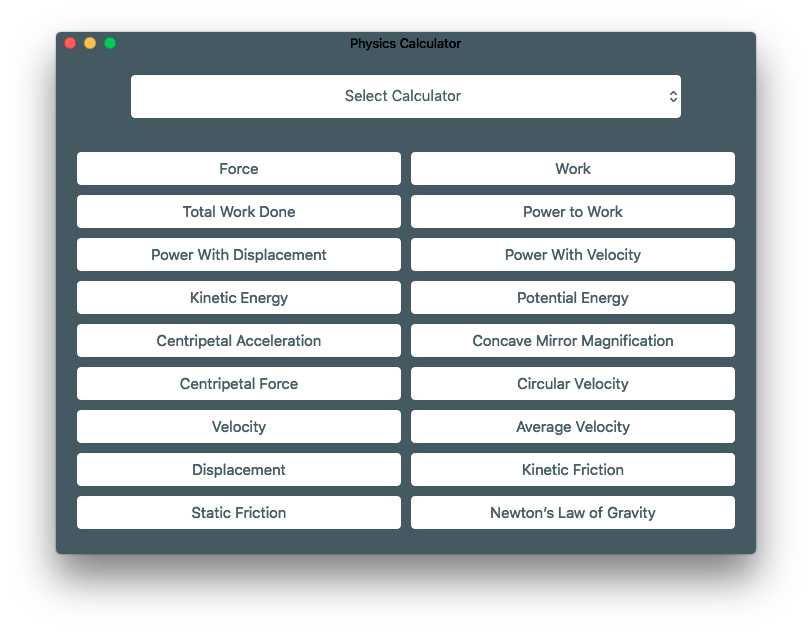 Physics Calculator
Select Calculator
Force
Work
Total Work Done
Power to Work
Power With Displacement
Power With Velocity
Kinetic Energy
Potential Energy
Centripetal Acceleration
Concave Mirror Magnification
Centripetal Force
Circular Velocity
Velocity
Average Velocity
Displacement
Kinetic Friction
Static Friction
Newton’s Law of Gravity